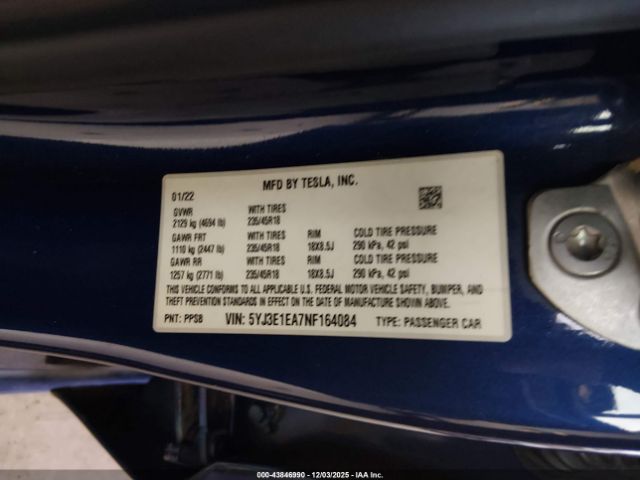 MFD BY TESLA, INC.
01/22
GVWR WITH TIRES
2129 kg (4694 lb) 235/45R18
GAWR FRT WITH TIRES RIM COLD TIRE PRESSURE
1110 kg (2447 lb) 235/45R18 18X8.5J 290 kPa, 42 psi
GAWR RR WITH TIRES RIM COLD TIRE PRESSURE
1257 kg (2771 lb) 235/45R18 18X8.5J 290 kPa, 42 psi
THIS VEHICLE CONFORMS TO ALL APPLICABLE U.S. FEDERAL MOTOR VEHICLE SAFETY, BUMPER, AND
THEFT PREVENTION STANDARDS IN EFFECT ON THE DATE OF MANUFACTURE SHOWN ABOVE.
PNT: PPSB VIN: 5YJ3E1EA7NF164084 TYPE: PASSENGER CAR
000-43846990 - 12/03/2025 - IAA Inc.